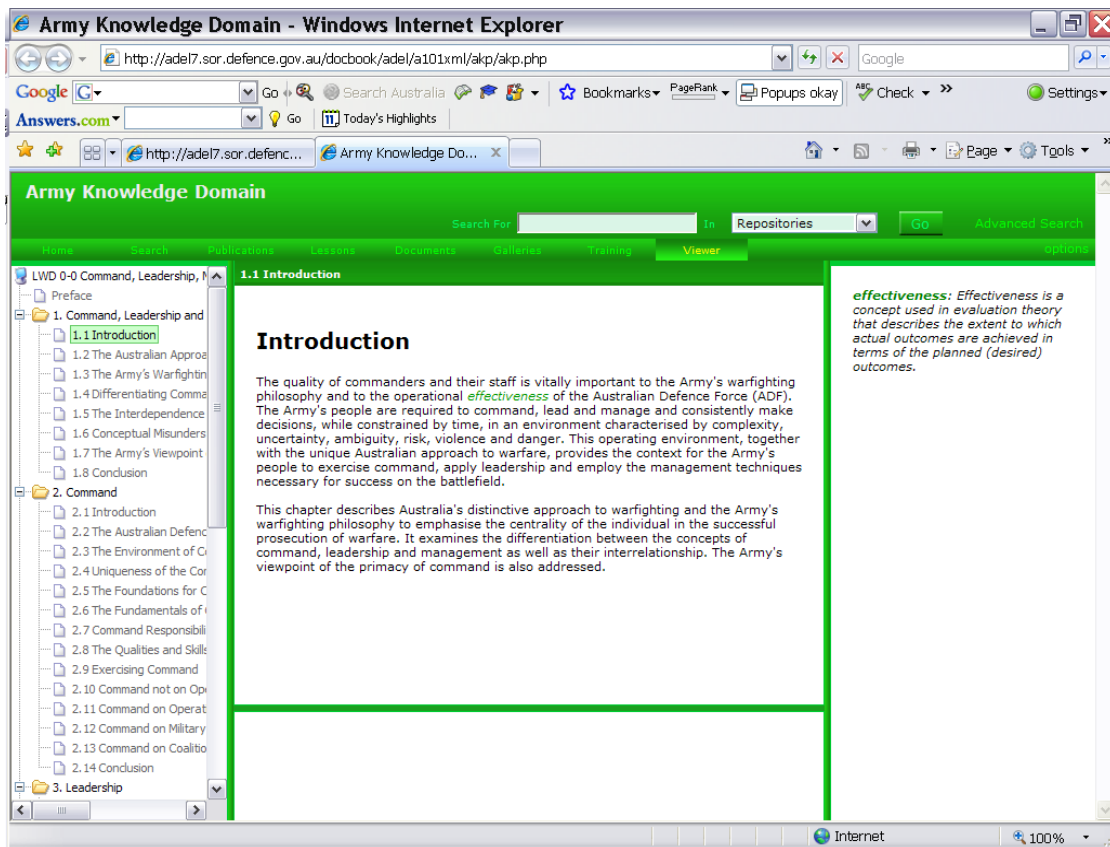 Army Knowledge Domain - Windows Internet Explorer
http://adel7.sor.defence.gov.au/docbook/adel/a101xml/akp/akp.php
Google
Google G
Go
Search Australia
Bookmarks
PageRank
Popups okay
ABC
Check
»
Settings
Answers.com
Go
Today's Highlights
http://adel7.sor.defenc...
Army Knowledge Do...
X
Page
Tools
»
Army Knowledge Domain
Search For
In
Repositories
Go
Advanced Search
Home
Search
Publications
Lessons
Documents
Galleries
Training
Viewer
options
LWD 0-0 Command, Leadership,
Preface
1. Command, Leadership and
1.1 Introduction
1.2 The Australian Approa
1.3 The Army's Warfightin
1.4 Differentiating Comma
1.5 The Interdependence
1.6 Conceptual Misunders
1.7 The Army's Viewpoint
1.8 Conclusion
2. Command
2.1 Introduction
2.2 The Australian Defenc
2.3 The Environment of C
2.4 Uniqueness of the Com
2.5 The Foundations for C
2.6 The Fundamentals of
2.7 Command Responsibili
2.8 The Qualities and Skills
2.9 Exercising Command
2.10 Command not on Ope
2.11 Command on Operat
2.12 Command on Military
2.13 Command on Coalitio
2.14 Conclusion
3. Leadership
1.1 Introduction
Introduction
The quality of commanders and their staff is vitally important to the Army's warfighting
philosophy and to the operational effectiveness of the Australian Defence Force (ADF).
The Army's people are required to command, lead and manage and consistently make
decisions, while constrained by time, in an environment characterised by complexity,
uncertainty, ambiguity, risk, violence and danger. This operating environment, together
with the unique Australian approach to warfare, provides the context for the Army's
people to exercise command, apply leadership and employ the management techniques
necessary for success on the battlefield.
This chapter describes Australia's distinctive approach to warfighting and the Army's
warfighting philosophy to emphasise the centrality of the individual in the successful
prosecution of warfare. It examines the differentiation between the concepts of
command, leadership and management as well as their interrelationship. The Army's
viewpoint of the primacy of command is also addressed.
effectiveness: Effectiveness is a
concept used in evaluation theory
that describes the extent to which
actual outcomes are achieved in
terms of the planned (desired)
outcomes.
Internet
100%